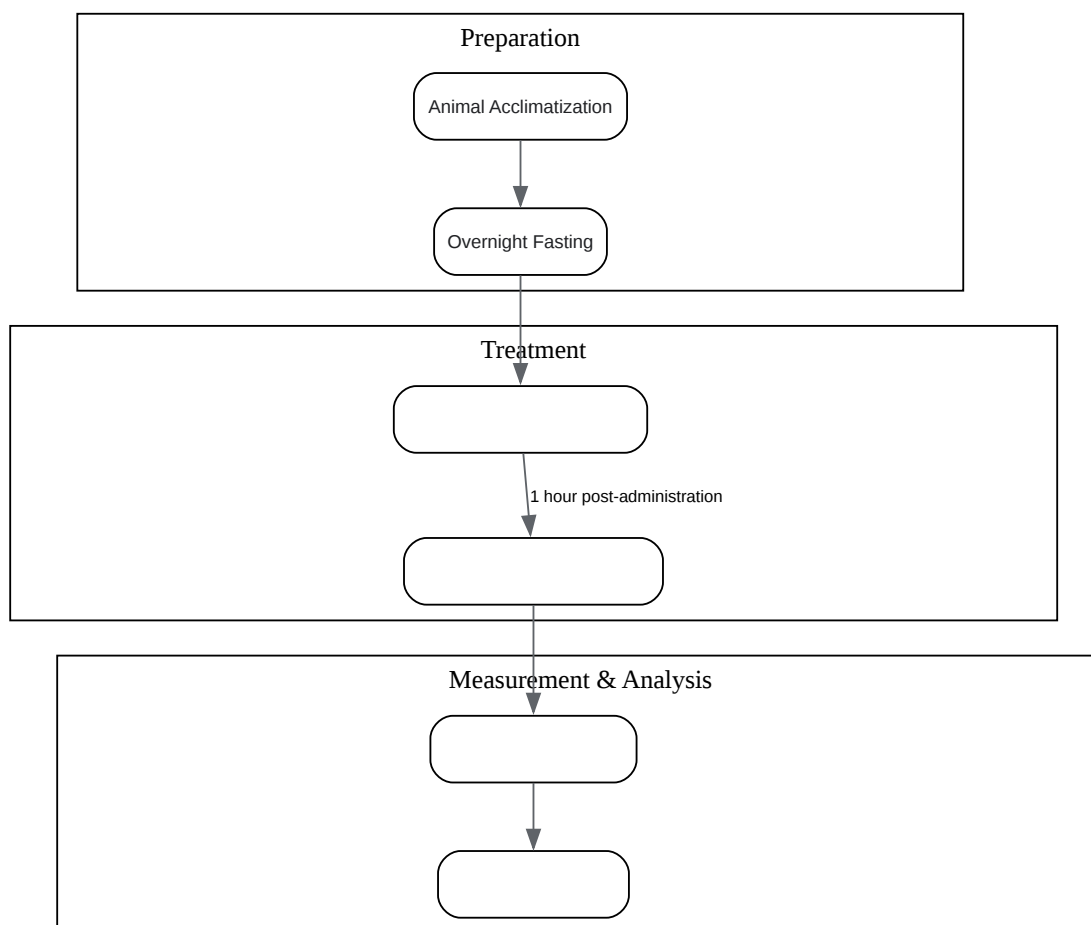 Preparation
Animal Acclimatization
Overnight Fasting
Treatment
1 hour post-administration
Measurement & Analysis